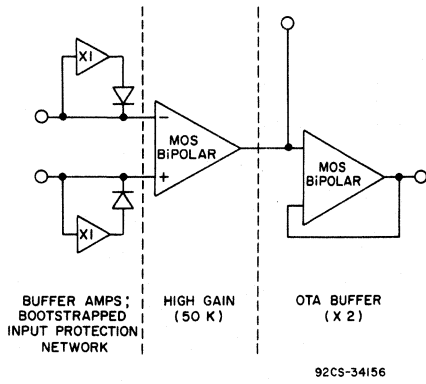 X1
−
MOS
BiPOLAR
MOS
BiPOLAR
+
X1
BUFFER AMPS;
BOOTSTRAPPED
INPUT PROTECTION
NETWORK
HIGH GAIN
(50 K)
OTA BUFFER
(X 2)
92CS-34156